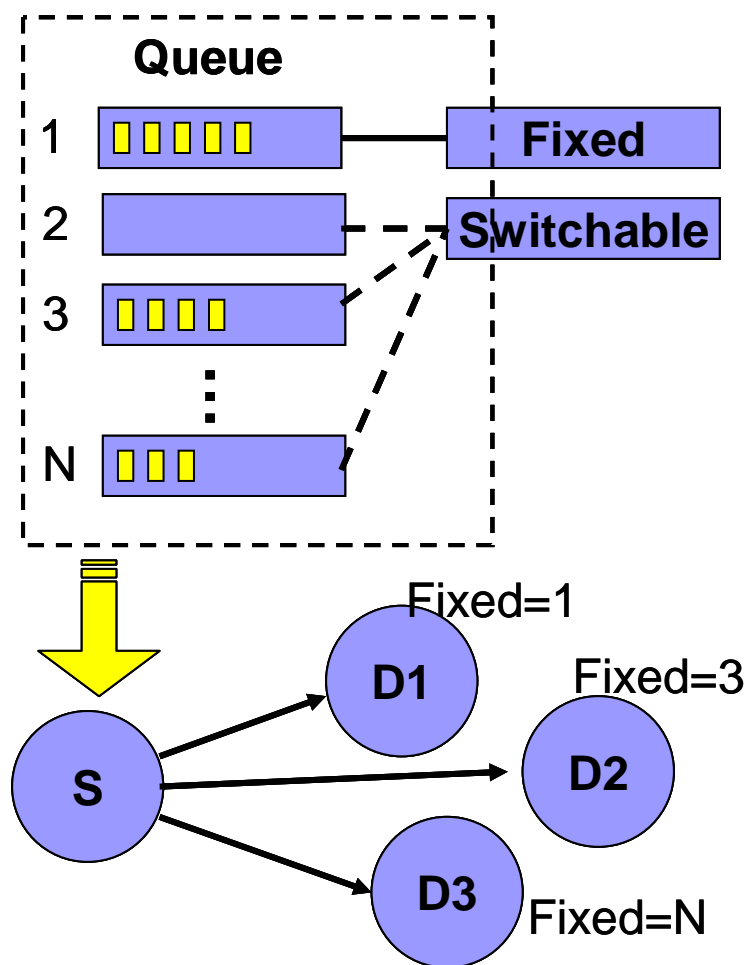 Queue
1
Fixed
2
Switchable
3
N
Fixed=1
D1
Fixed=3
S
D2
D3
Fixed=N